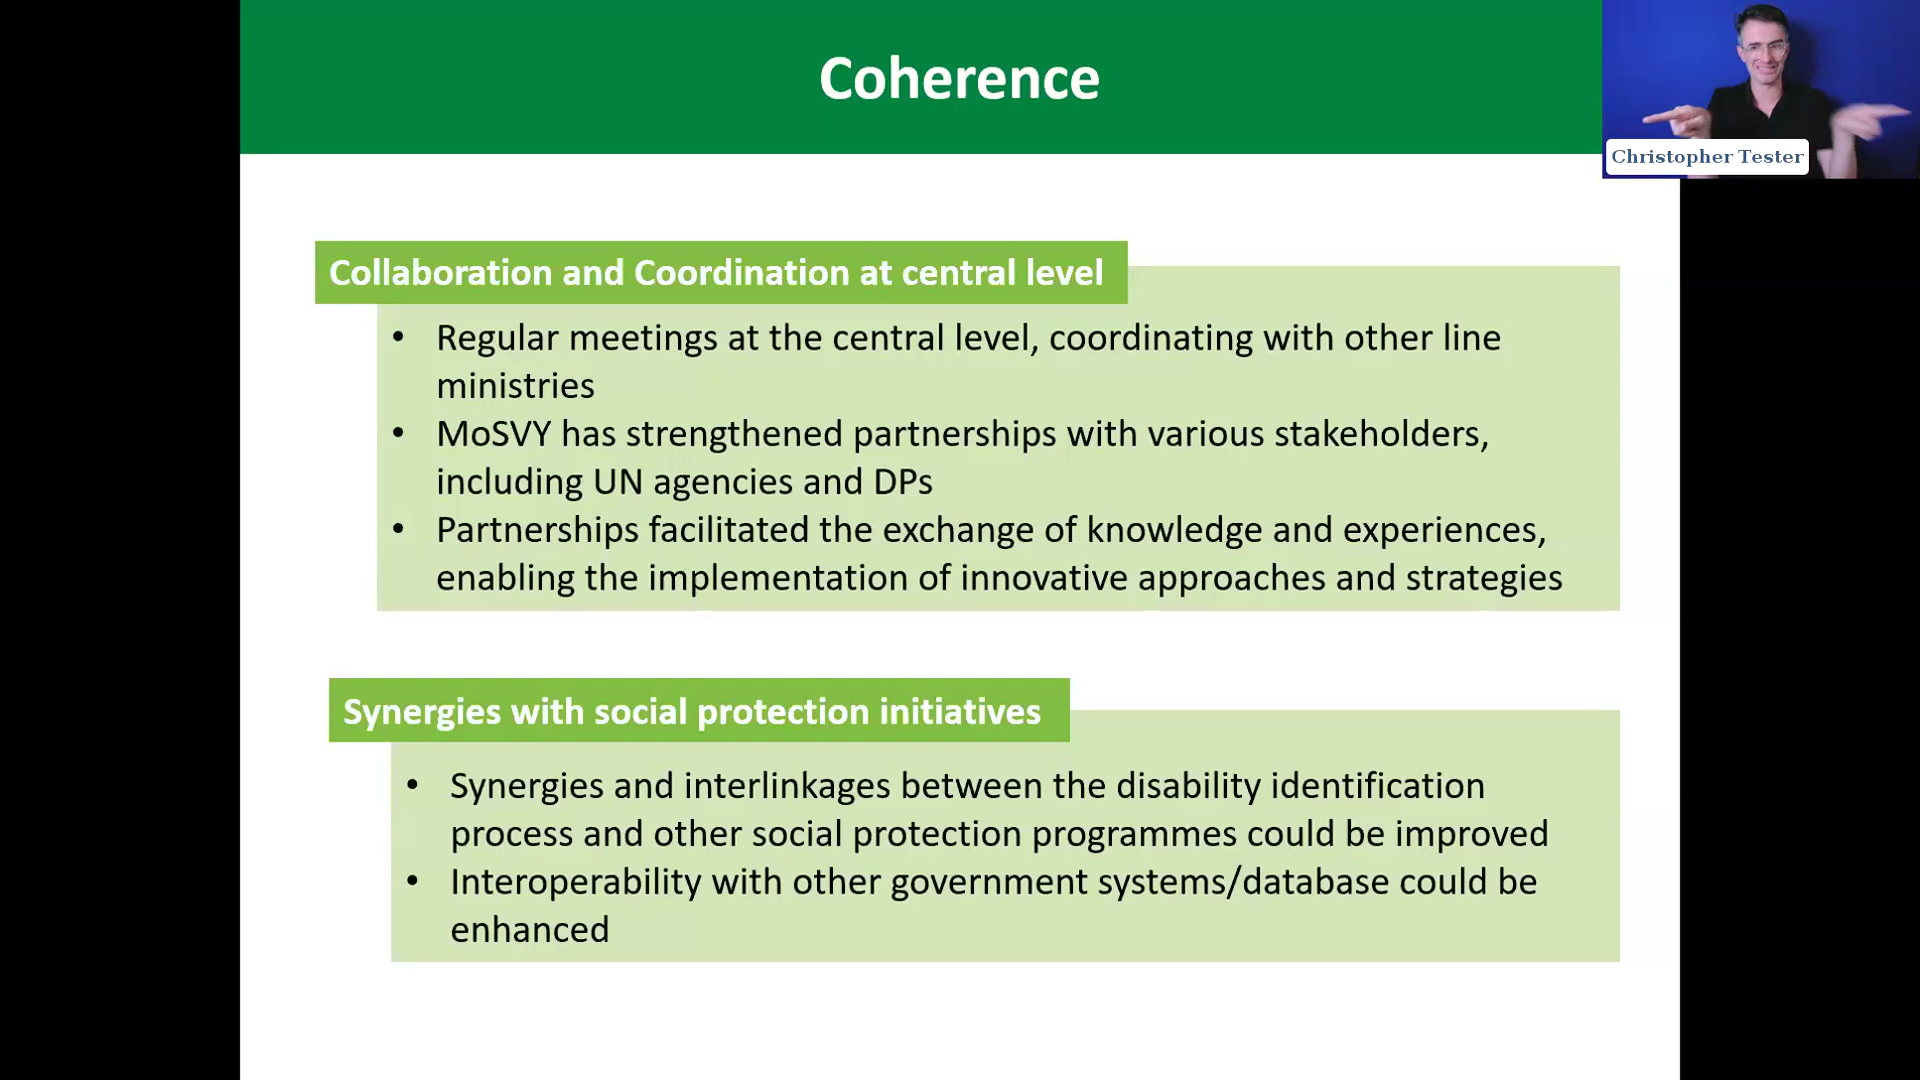 Coherence
Christopher Tester
Collaboration and Coordination at central level
• Regular meetings at the central level, coordinating with other line
ministries
• MoSVY has strengthened partnerships with various stakeholders,
including UN agencies and DPs
• Partnerships facilitated the exchange of knowledge and experiences,
enabling the implementation of innovative approaches and strategies
Synergies with social protection initiatives
• Synergies and interlinkages between the disability identification
process and other social protection programmes could be improved
• Interoperability with other government systems/database could be
enhanced